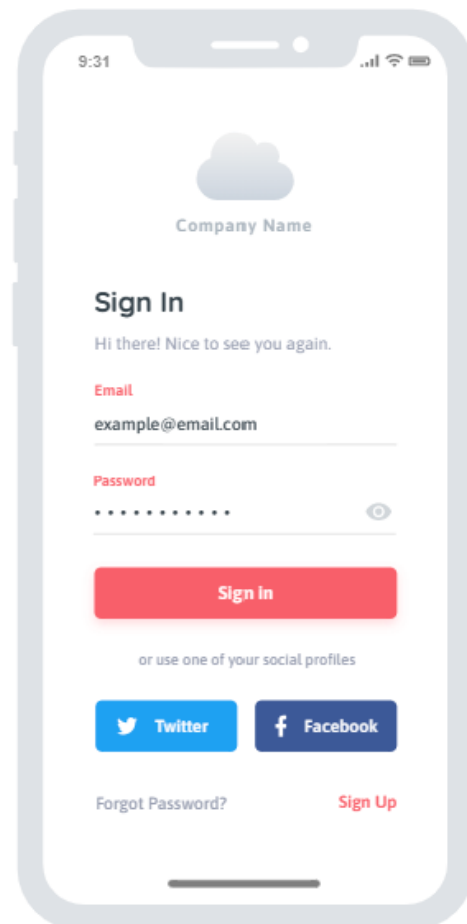 9:31
Company Name
Sign In
Hi there! Nice to see you again.
Email
example@email.com
Password
• • • • • • • • • • •
Sign in
or use one of your social profiles
Twitter
Facebook
Forgot Password?
Sign Up